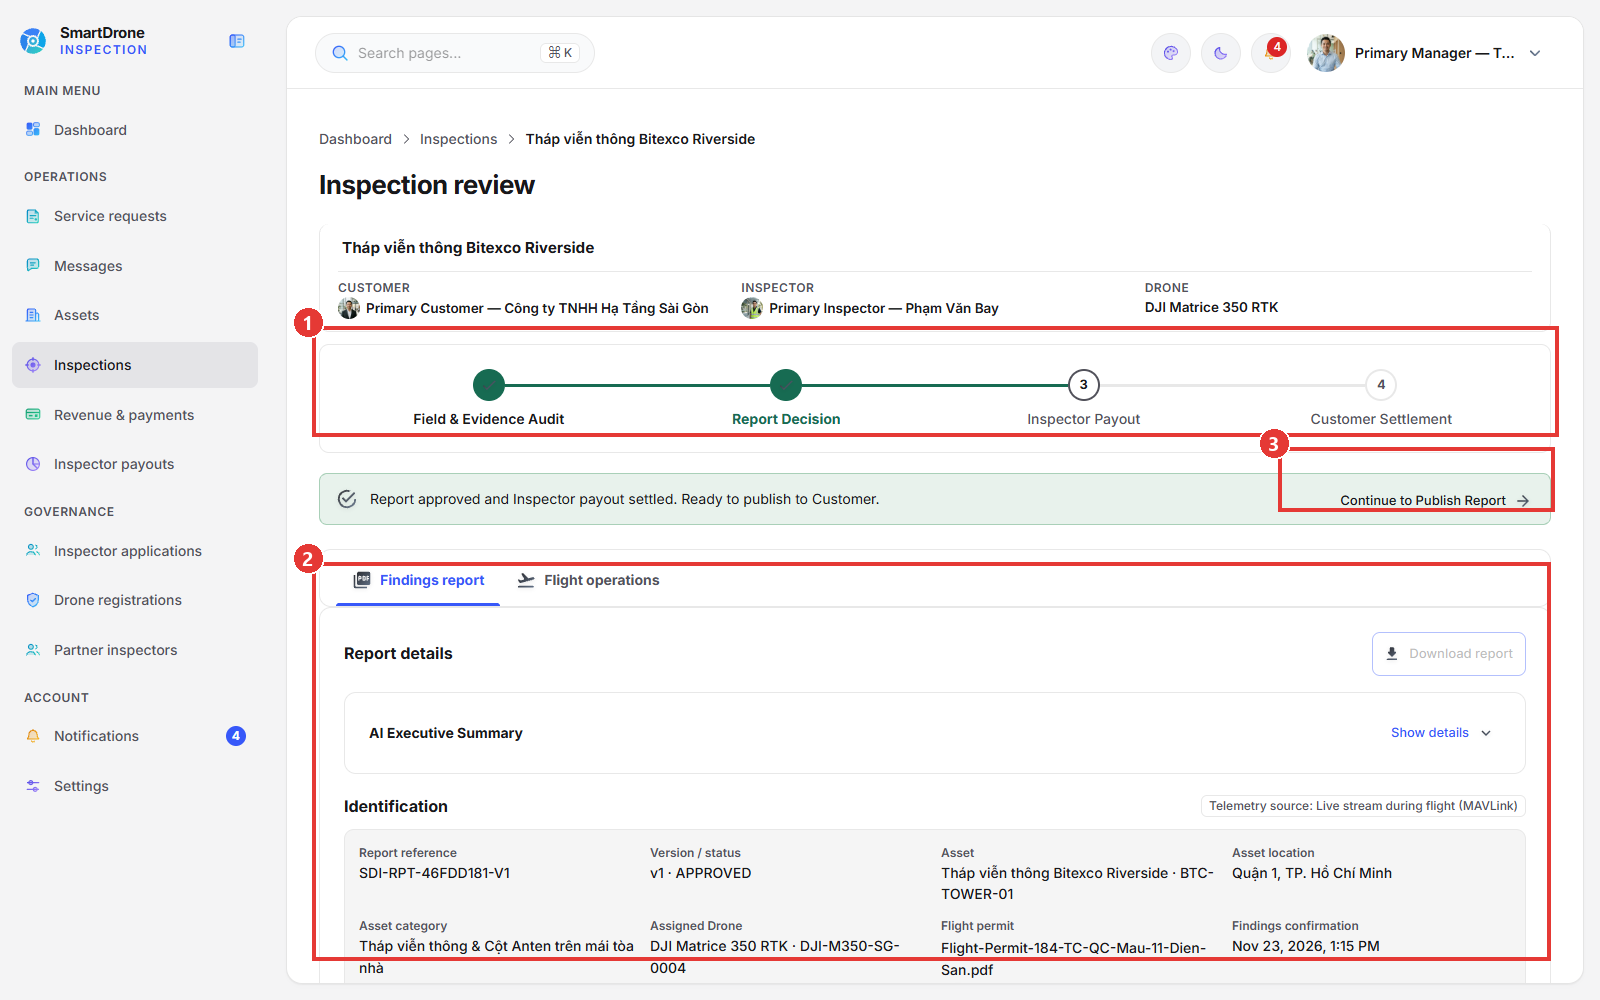 SmartDrone
INSPECTION
MAIN MENU
Dashboard
OPERATIONS
Service requests
Messages
Assets
Inspections
Revenue & payments
Inspector payouts
GOVERNANCE
Inspector applications
Drone registrations
Partner inspectors
ACCOUNT
Notifications 4
Settings
Search pages... ⌘ K
4
Primary Manager — T...
Dashboard > Inspections > Tháp viễn thông Bitexco Riverside
Inspection review
Tháp viễn thông Bitexco Riverside
CUSTOMER
Primary Customer — Công ty TNHH Hạ Tầng Sài Gòn
INSPECTOR
Primary Inspector — Phạm Văn Bay
DRONE
DJI Matrice 350 RTK
1
3 4
Field & Evidence Audit Report Decision Inspector Payout Customer Settlement
3
Report approved and Inspector payout settled. Ready to publish to Customer.
Continue to Publish Report
2
PDF Findings report Flight operations
Report details
Download report
AI Executive Summary
Show details
Identification
Telemetry source: Live stream during flight (MAVLink)
Report reference
SDI-RPT-46FDD181-V1
Version / status
v1 · APPROVED
Asset
Tháp viễn thông Bitexco Riverside · BTC-
TOWER-01
Asset location
Quận 1, TP. Hồ Chí Minh
Asset category
Tháp viễn thông & Cột Anten trên mái tòa
nhà
Assigned Drone
DJI Matrice 350 RTK · DJI-M350-SG-
0004
Flight permit
Flight-Permit-184-TC-QC-Mau-11-Dien-
San.pdf
Findings confirmation
Nov 23, 2026, 1:15 PM